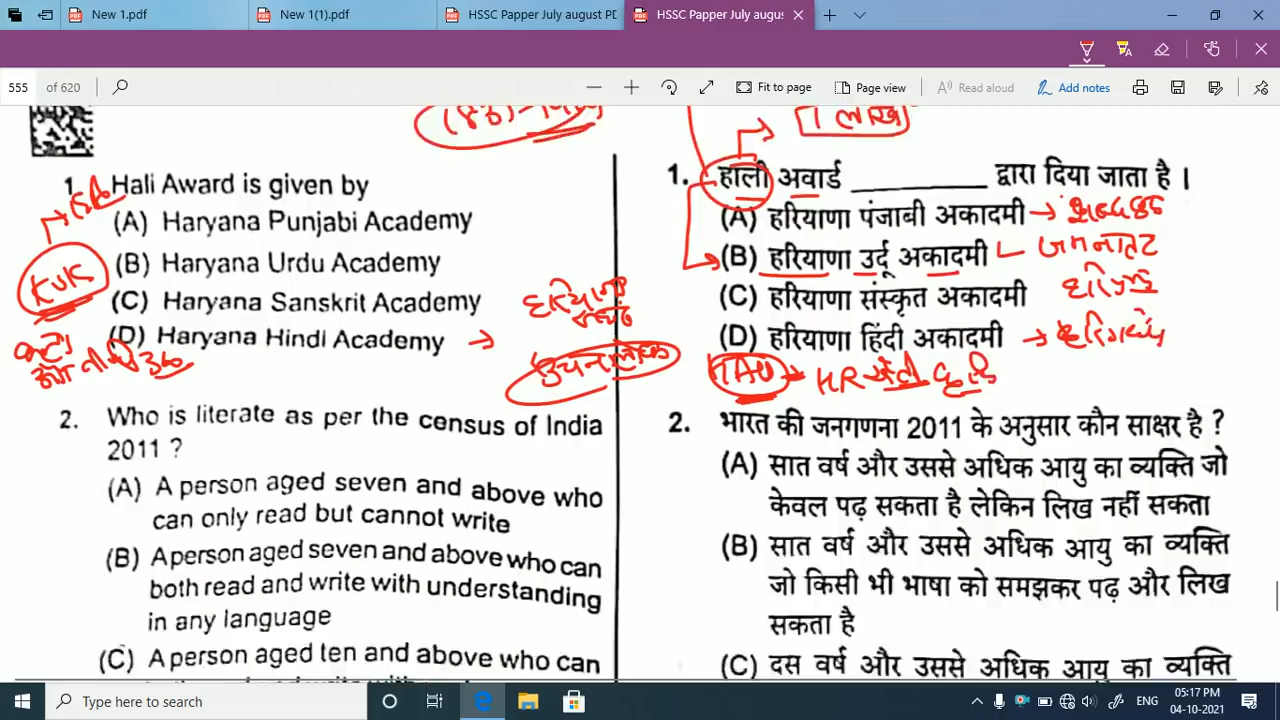 New 1.pdf
New 1(1).pdf
HSSC Papper July august PD
HSSC Papper July augus
555 of 620
Fit to page
Page view
Read aloud
Add notes
1 लाख
1. Hali Award is given by
(A) Haryana Punjabi Academy
(B) Haryana Urdu Academy
(C) Haryana Sanskrit Academy
(D) Haryana Hindi Academy
KUK
2. Who is literate as per the census of India
2011 ?
(A) A person aged seven and above who
can only read but cannot write
(B) A person aged seven and above who can
both read and write with understanding
in any language
(C) A person aged ten and above who can
1. हाली अवार्ड __________ द्वारा दिया जाता है ।
(A) हरियाणा पंजाबी अकादमी
(B) हरियाणा उर्दू अकादमी
(C) हरियाणा संस्कृत अकादमी
(D) हरियाणा हिंदी अकादमी
HAU HR
2. भारत की जनगणना 2011 के अनुसार कौन साक्षर है ?
(A) सात वर्ष और उससे अधिक आयु का व्यक्ति जो
केवल पढ़ सकता है लेकिन लिख नहीं सकता
(B) सात वर्ष और उससे अधिक आयु का व्यक्ति
जो किसी भी भाषा को समझकर पढ़ और लिख
सकता है
(C) दस वर्ष और उससे अधिक आयु का व्यक्ति
Type here to search
ENG
05:17 PM
04-10-2021